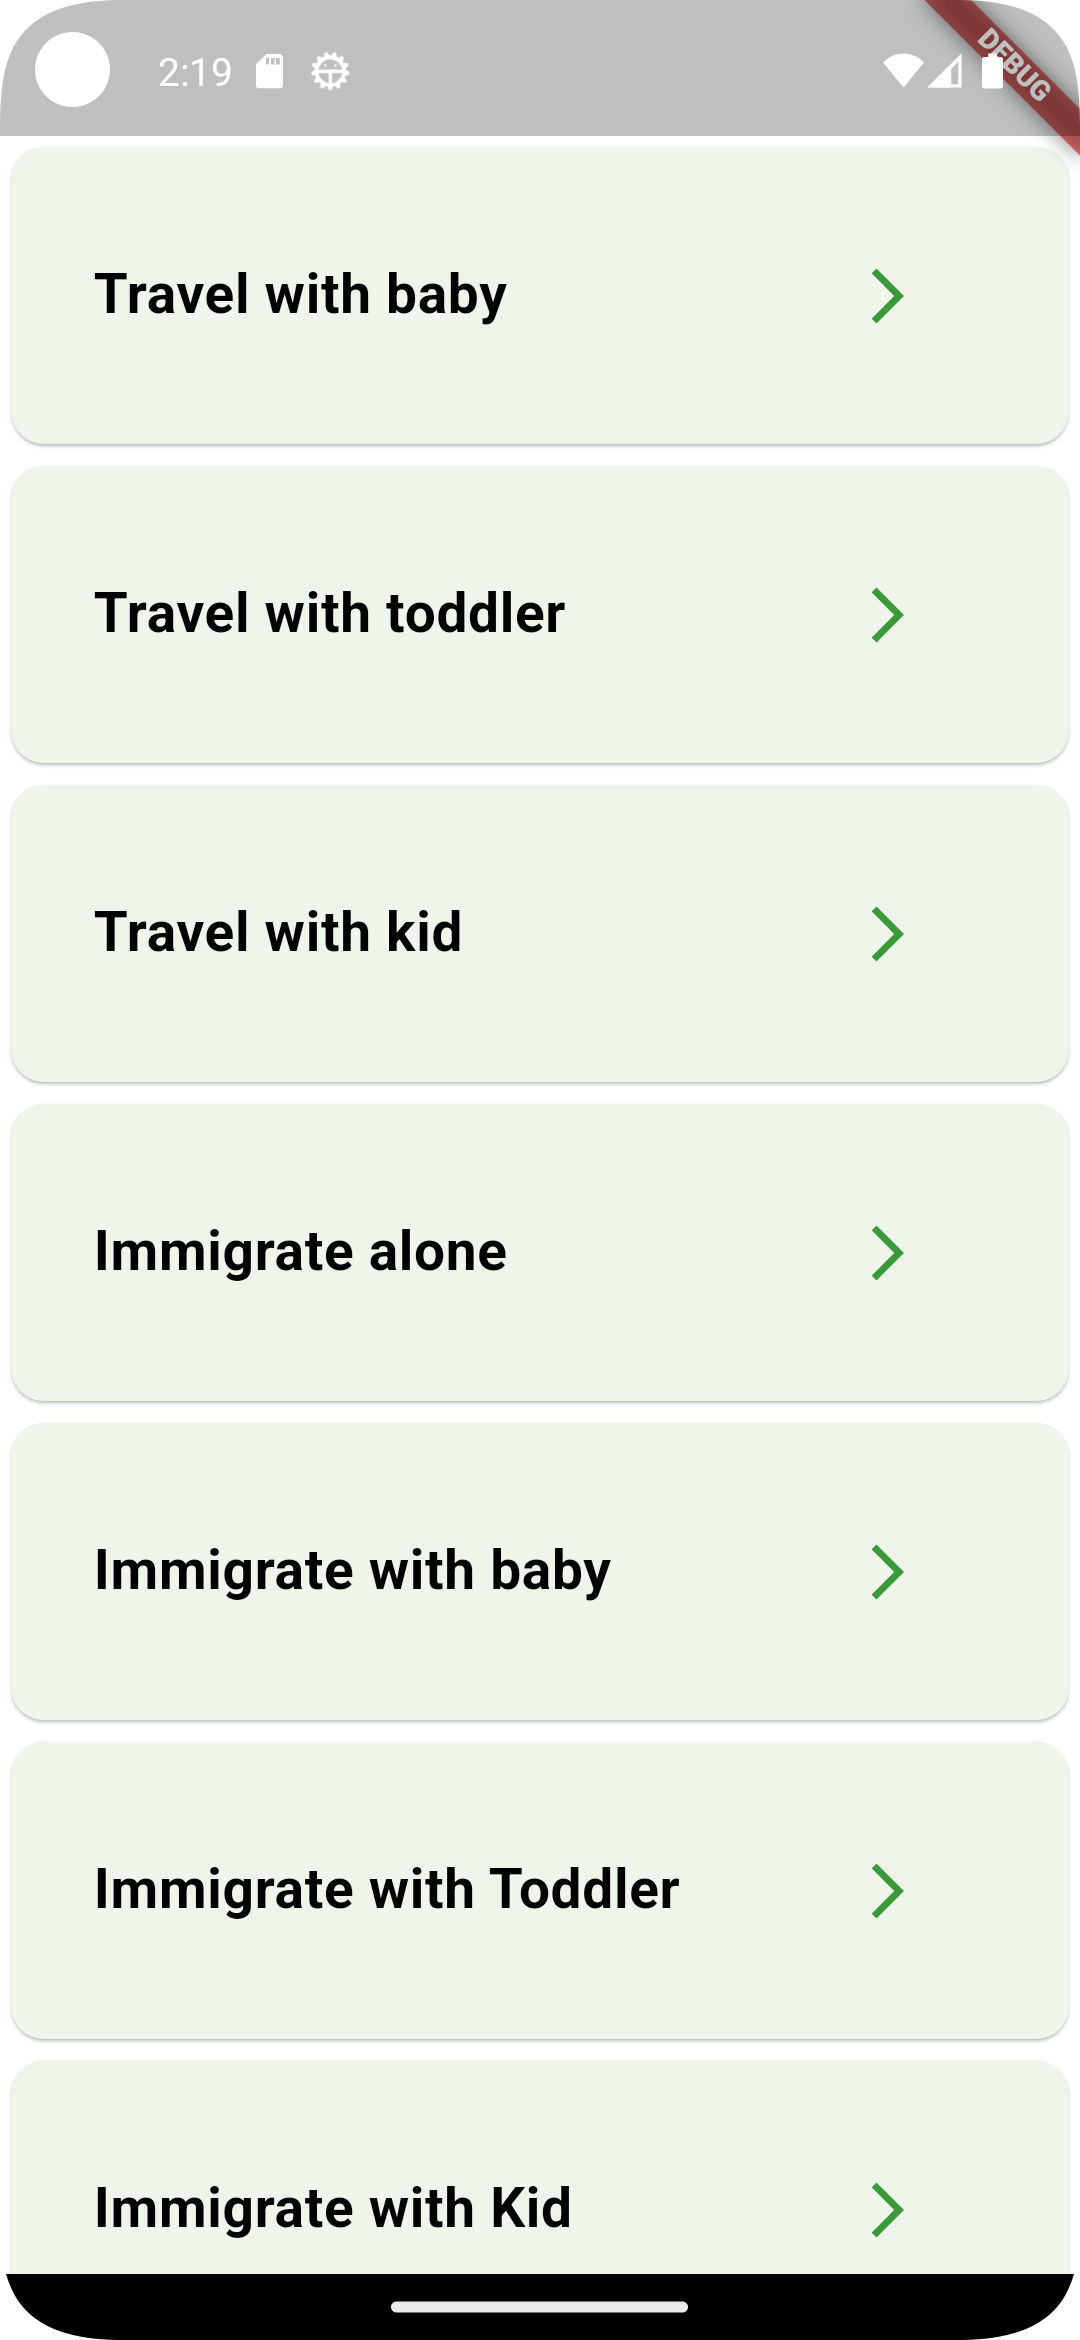 2:19
DEBUG
Travel with baby
Travel with toddler
Travel with kid
Immigrate alone
Immigrate with baby
Immigrate with Toddler
Immigrate with Kid